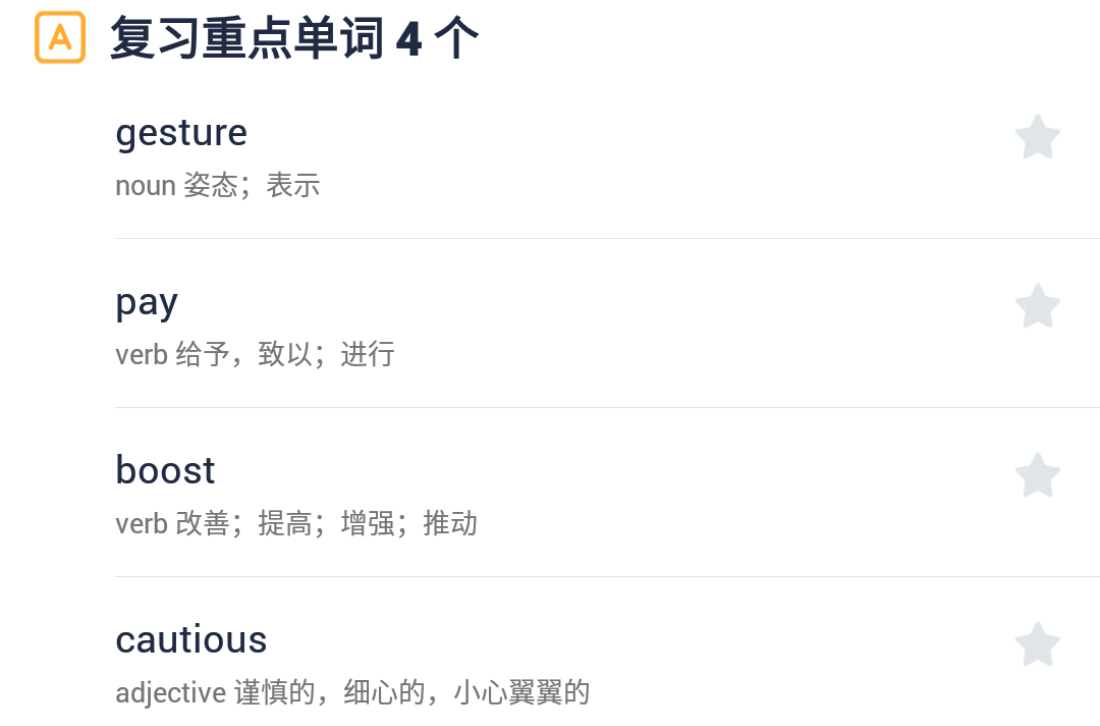 A 复习重点单词 4 个
gesture
noun 姿态；表示
pay
verb 给予，致以；进行
boost
verb 改善；提高；增强；推动
cautious
adjective 谨慎的，细心的，小心翼翼的